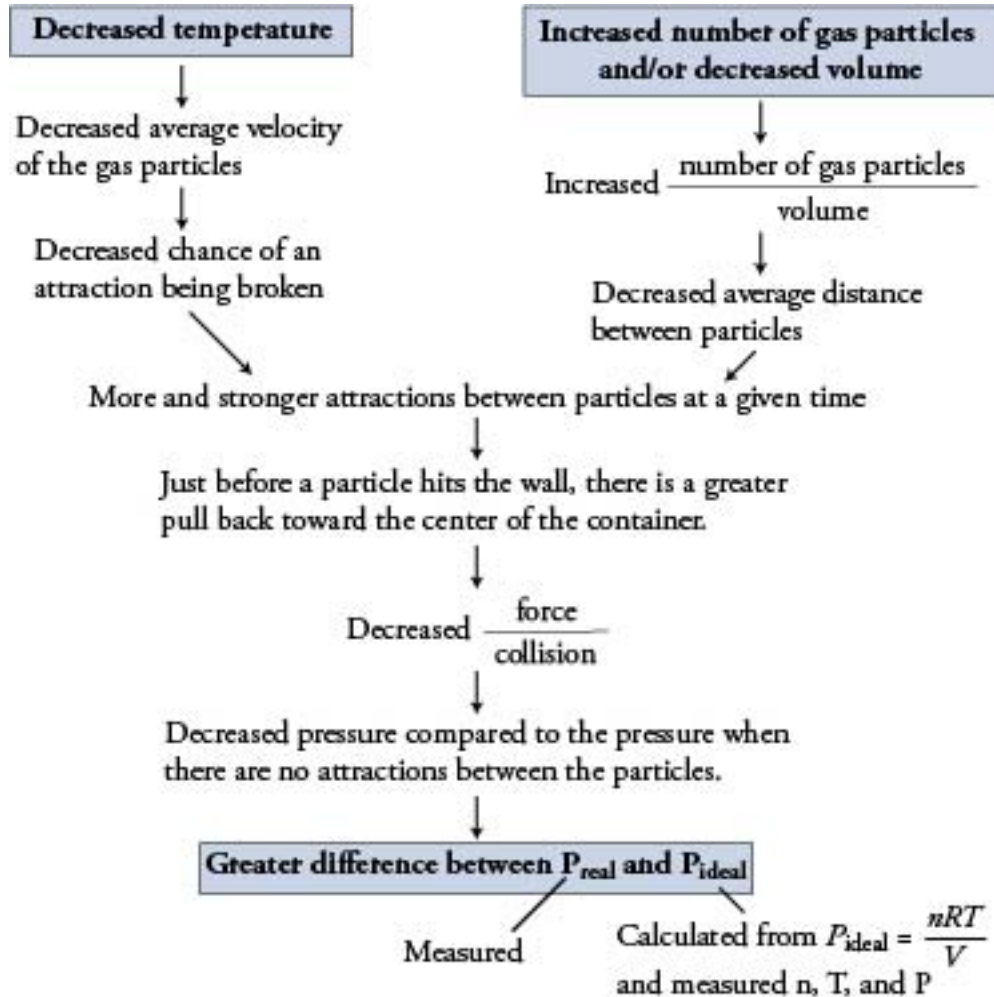 Decreased temperature
Decreased average velocity
of the gas particles
Decreased chance of an
attraction being broken
Increased number of gas particles
and/or decreased volume
Increased number of gas particles
volume
Decreased average distance
between particles
More and stronger attractions between particles at a given time
Just before a particle hits the wall, there is a greater
pull back toward the center of the container.
Decreased force
collision
Decreased pressure compared to the pressure when
there are no attractions between the particles.
Greater difference between Preal and Pideal
Measured
Calculated from Pideal = nRT
V
and measured n, T, and P